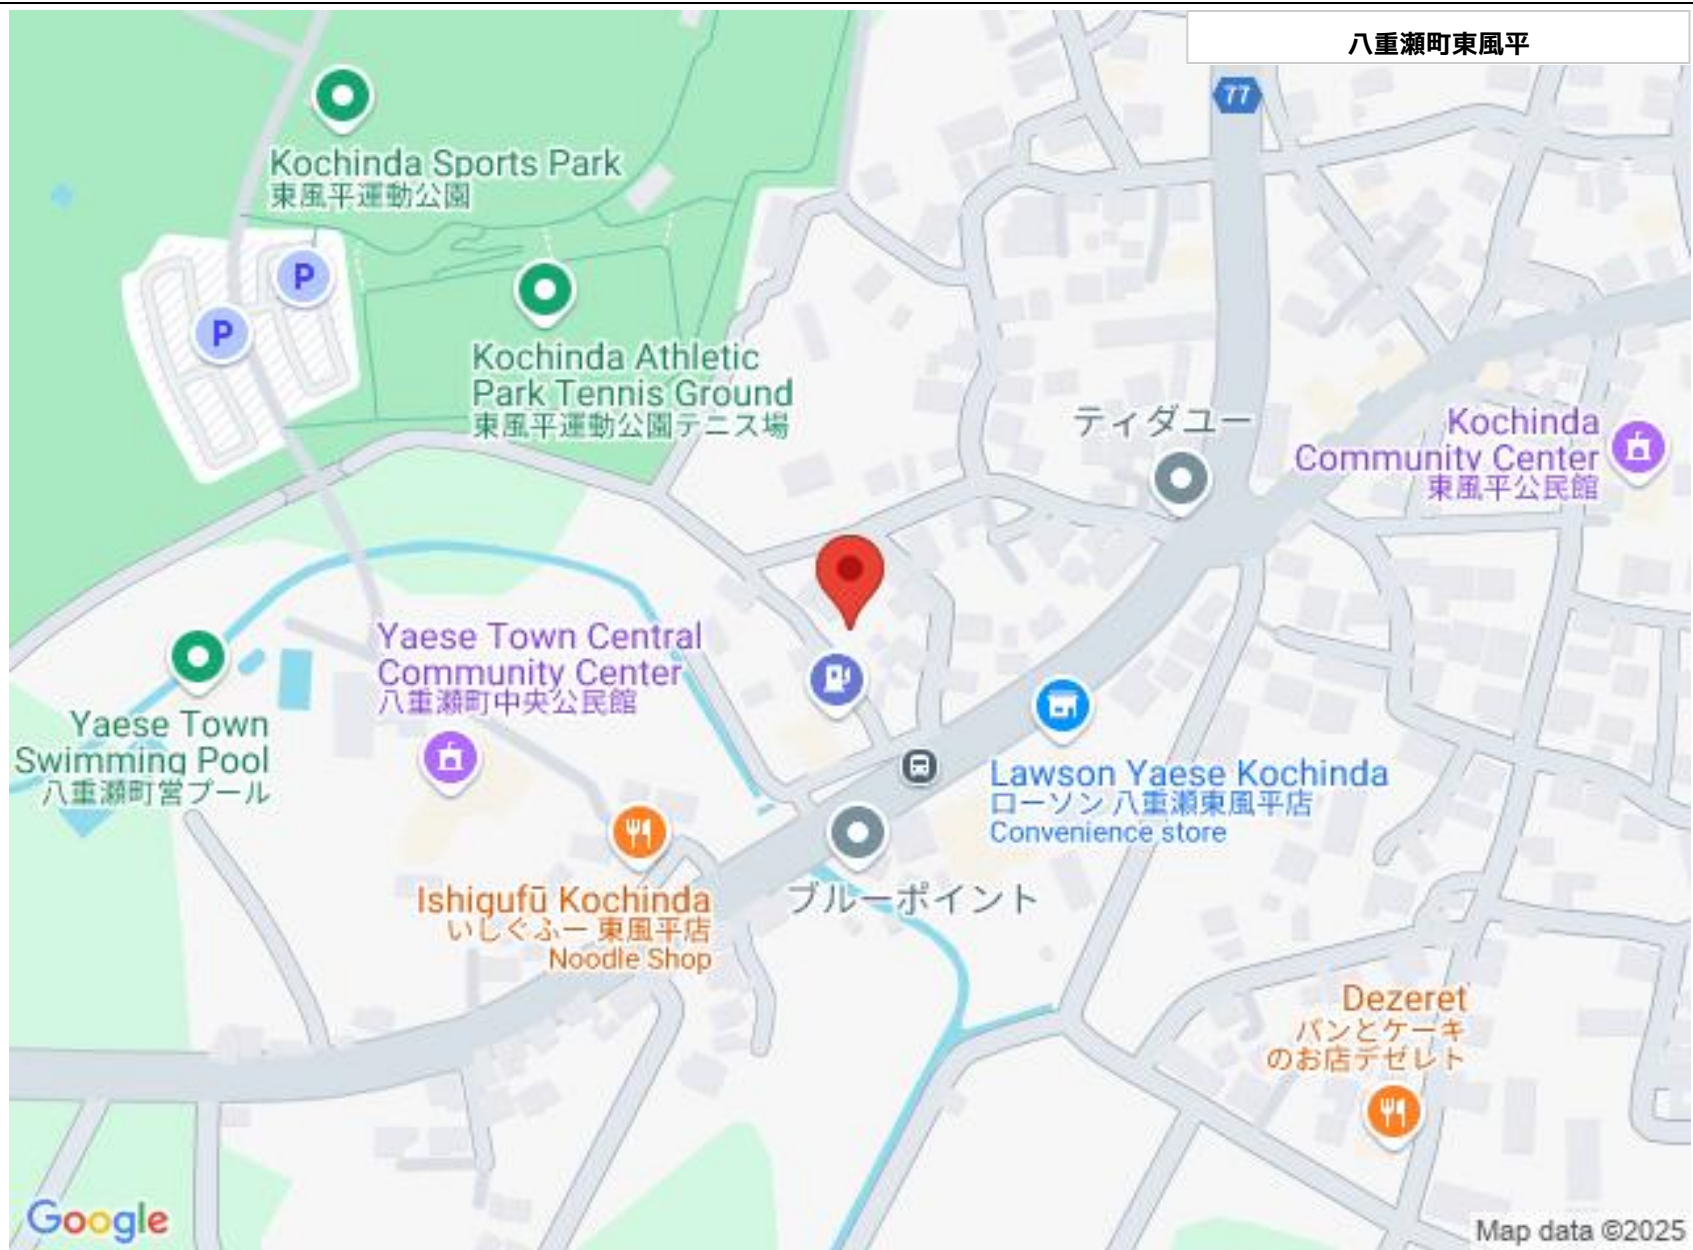 八重瀬町東風平
77
Kochinda Sports Park
東風平運動公園
P
P
Kochinda Athletic
Park Tennis Ground
東風平運動公園テニス場
ティダユー
Kochinda
Community Center
東風平公民館
Yaese Town Central
Community Center
八重瀬町中央公民館
Yaese Town
Swimming Pool
八重瀬町営プール
Lawson Yaese Kochinda
ローソン 八重瀬東風平店
Convenience store
ブルーポイント
Ishigufū Kochinda
いしぐふー 東風平店
Noodle Shop
Dezeret
パンとケーキ
のお店デゼレト
Google
Map data ©2025